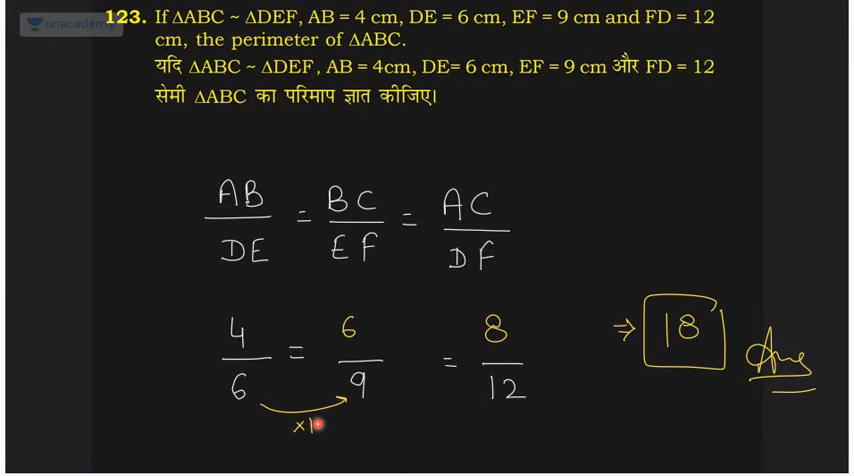 unacademy
123. If ΔABC ~ ΔDEF, AB = 4 cm, DE = 6 cm, EF = 9 cm and FD = 12
cm, the perimeter of ΔABC.
यदि ΔABC ~ ΔDEF, AB = 4cm, DE= 6 cm, EF = 9 cm और FD = 12
सेमी ΔABC का परिमाप ज्ञात कीजिए।
AB/DE = BC/EF = AC/DF
4/6 = 6/9 = 8/12 ⇒ 18 Ans
×1